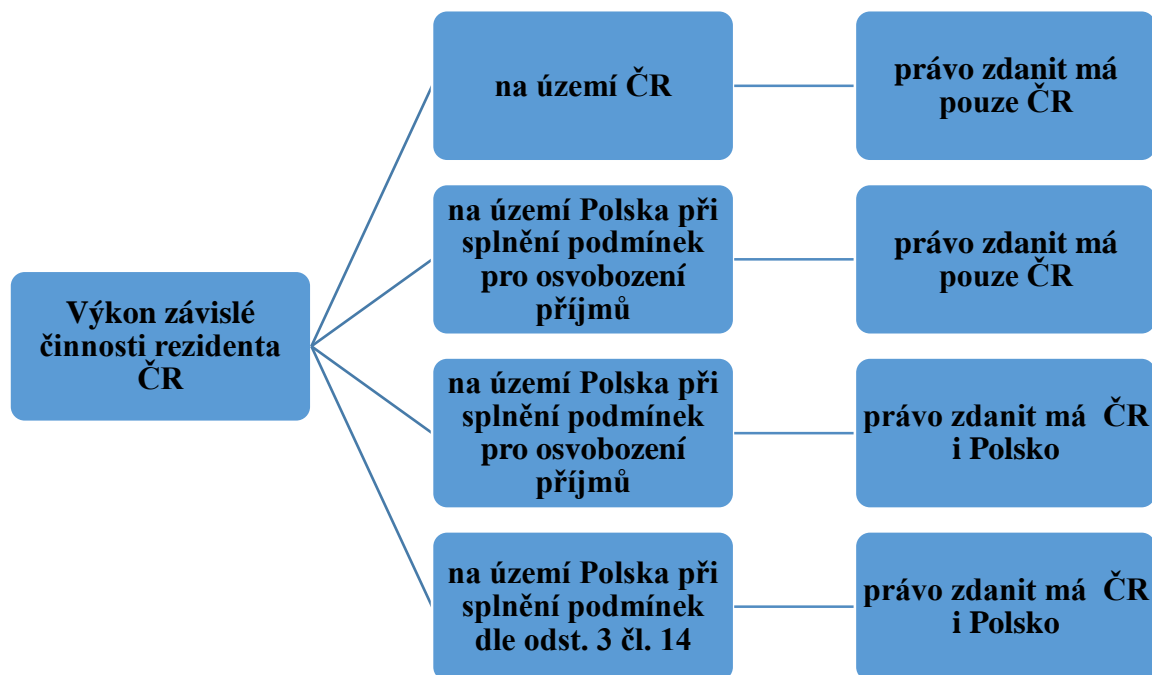 na území ČR
právo zdanit má
pouze ČR
na území Polska při
splnění podmínek
pro osvobození
příjmů
právo zdanit má
pouze ČR
Výkon závislé
činnosti rezidenta
ČR
na území Polska při
splnění podmínek
pro osvobození
příjmů
právo zdanit má  ČR
i Polsko
na území Polska při
splnění podmínek
dle odst. 3 čl. 14
právo zdanit má  ČR
i Polsko